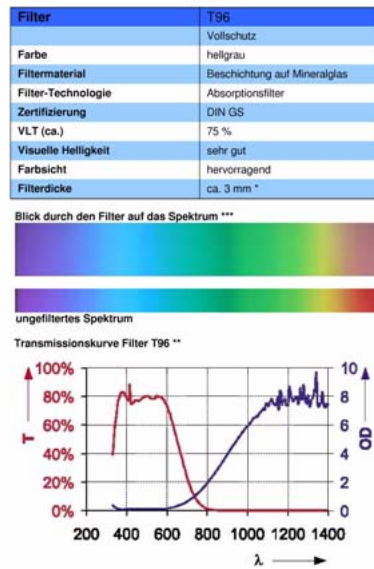 Filter T96
Vollschutz
Farbe hellgrau
Filtermaterial Beschichtung auf Mineralglas
Filter-Technologie Absorptionsfilter
Zertifizierung DIN GS
VLT (ca.) 75 %
Visuelle Helligkeit sehr gut
Farbsicht hervorragend
Filterdicke ca. 3 mm *
Blick durch den Filter auf das Spektrum ***
ungefiltertes Spektrum
Transmissionskurve Filter T96 **
100% 10
80% 8
60% 6
T OD
40% 4
20% 2
0% 0
200 400 600 800 1000 1200 1400
λ